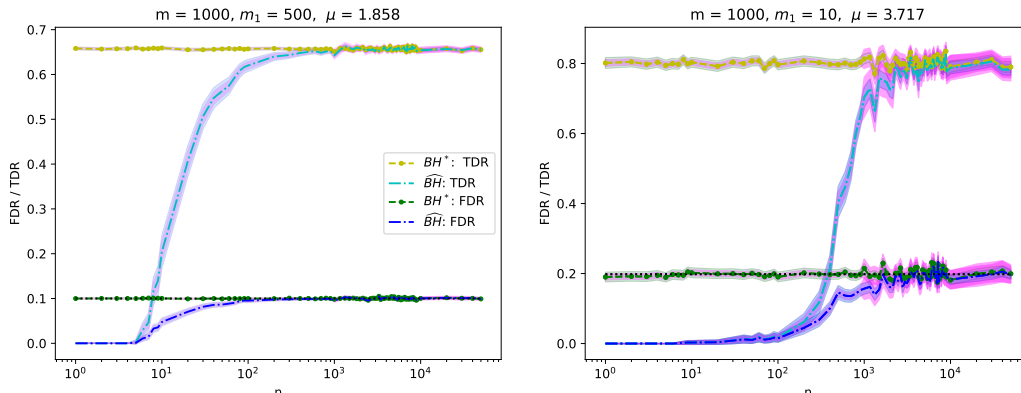 m = 1000, m₁ = 500, μ = 1.858
0.7
0.6
0.5
0.4
0.3
0.2
0.1
0.0
FDR / TDR
10⁰ 10¹ 10² 10³ 10⁴
BH*: TDR
B͡H: TDR
BH*: FDR
B͡H: FDR
m = 1000, m₁ = 10, μ = 3.717
0.8
0.6
0.4
0.2
0.0
FDR / TDR
10⁰ 10¹ 10² 10³ 10⁴